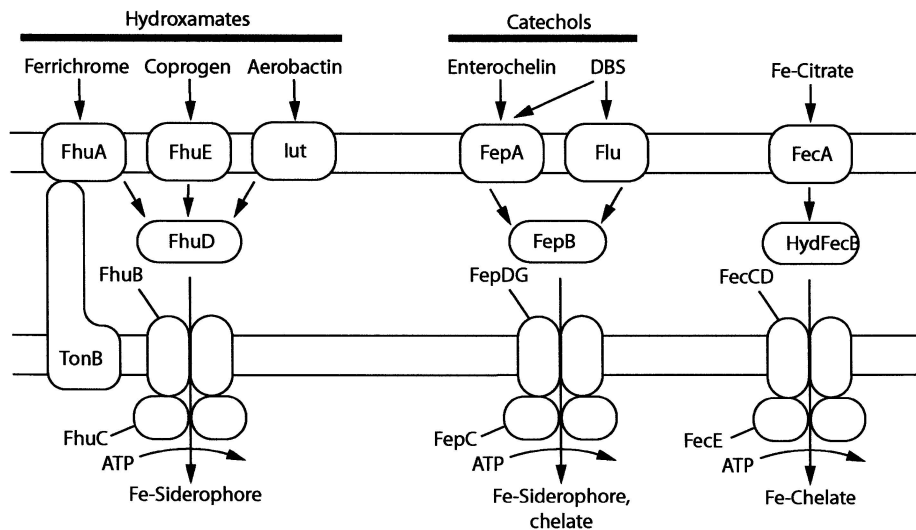 Hydroxamates
Catechols
Ferrichrome Coprogen Aerobactin
Enterochelin DBS
Fe-Citrate
FhuA
FhuE
Iut
FepA
Flu
FecA
FhuD
FepB
HydFecB
FhuB
FepDG
FecCD
TonB
FhuC
FepC
FecE
ATP
ATP
ATP
Fe-Siderophore
Fe-Siderophore,
chelate
Fe-Chelate